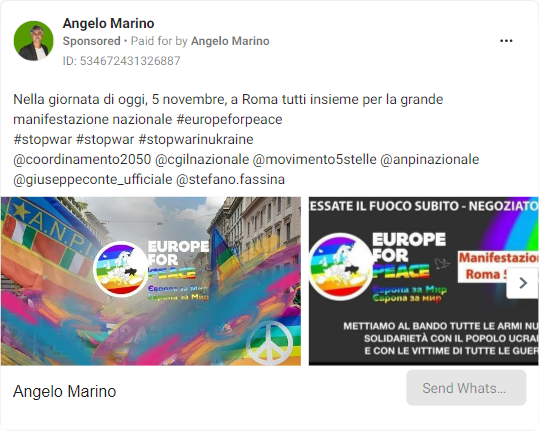 Angelo Marino
Sponsored • Paid for by Angelo Marino
ID: 534672431326887
Nella giornata di oggi, 5 novembre, a Roma tutti insieme per la grande
manifestazione nazionale #europeforpeace
#stopwar #stopwar #stopwarinukraine
@coordinamento2050 @cgilnazionale @movimento5stelle @anpinazionale
@giuseppeconte_ufficiale @stefano.fassina
A.N.P.I.
EUROPE
FOR
PEACE
Європа за Мир
Европа за Мир
ESSATE IL FUOCO SUBITO - NEGOZIATO
EUROPE
FOR
PEACE
Європа за Мир
Европа за Мир
Manifestazion
Roma 5
METTIAMO AL BANDO TUTTE LE ARMI NU
SOLIDARIETÀ CON IL POPOLO UCRA
E CON LE VITTIME DI TUTTE LE GUER
Angelo Marino
Send Whats...